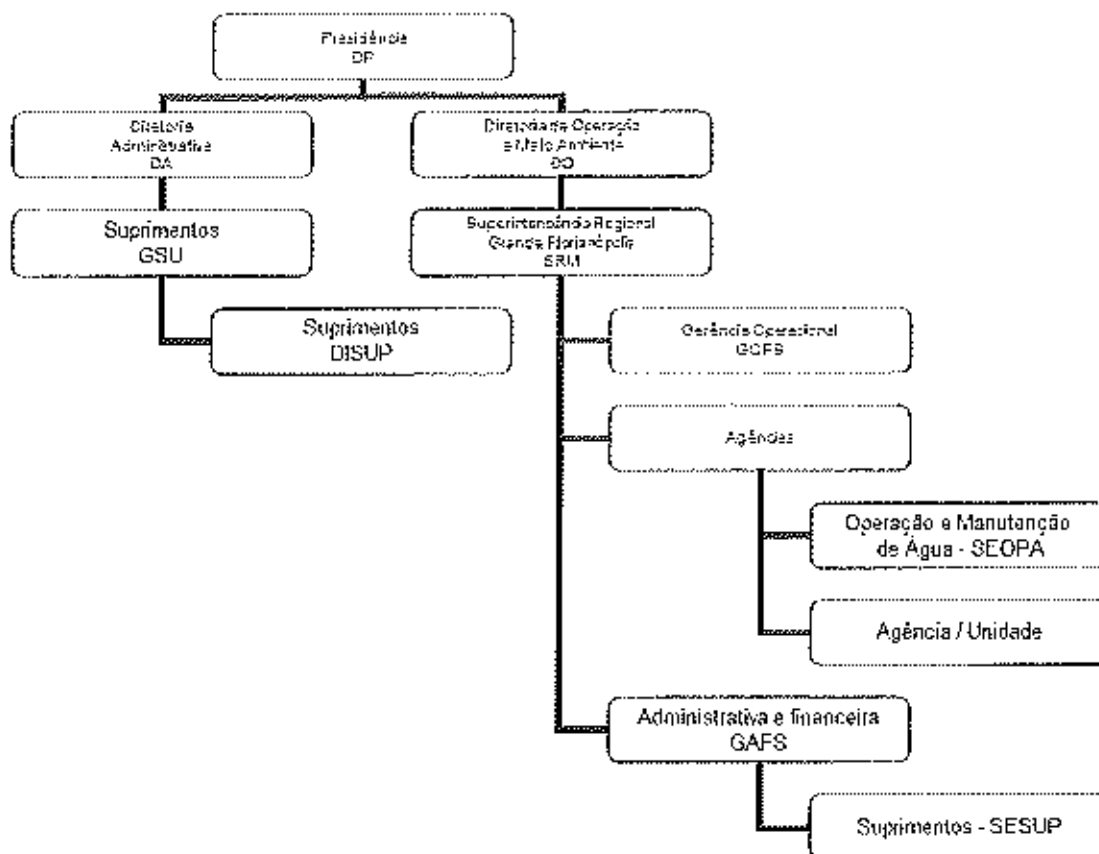 Presidência
DP
Diretoria
Administrativa
DA
Diretoria de Operação
e Meio Ambiente
DO
Suprimentos
GSU
Superintendência Regional
Grande Florianópolis
SRM
Suprimentos
DISUP
Gerência Operacional
GOFS
Agências
Operação e Manutenção
de Água - SEOPA
Agência / Unidade
Administrativa e financeira
GAFS
Suprimentos - SESUP